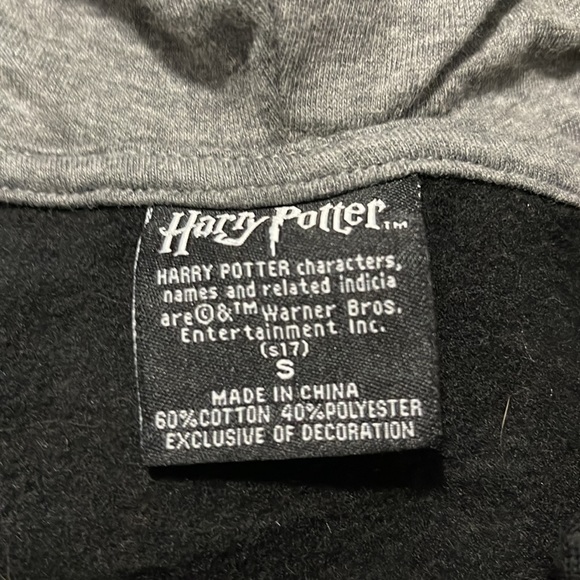 Harry Potter™
HARRY POTTER characters,
names and related indicia
are©&™Warner Bros.
Entertainment Inc.
(s17)
S
MADE IN CHINA
60%COTTON 40%POLYESTER
EXCLUSIVE OF DECORATION